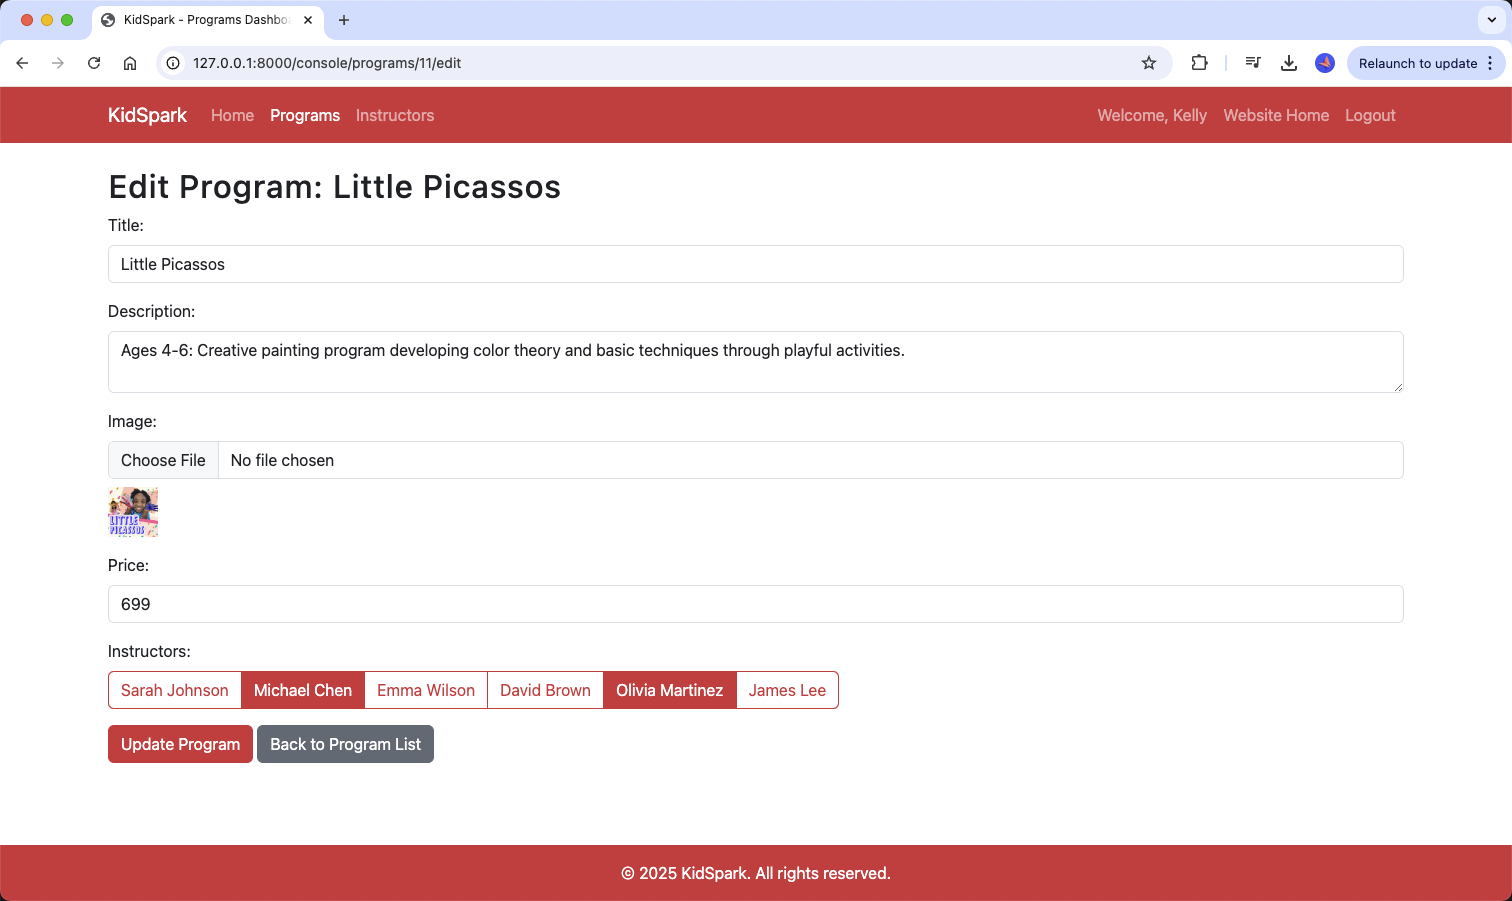 KidSpark - Programs Dashbo
127.0.0.1:8000/console/programs/11/edit
Relaunch to update
KidSpark Home Programs Instructors Welcome, Kelly Website Home Logout
Edit Program: Little Picassos
Title:
Little Picassos
Description:
Ages 4-6: Creative painting program developing color theory and basic techniques through playful activities.
Image:
Choose File No file chosen
LITTLE
PICASSOS
Price:
699
Instructors:
Sarah Johnson Michael Chen Emma Wilson David Brown Olivia Martinez James Lee
Update Program Back to Program List
© 2025 KidSpark. All rights reserved.